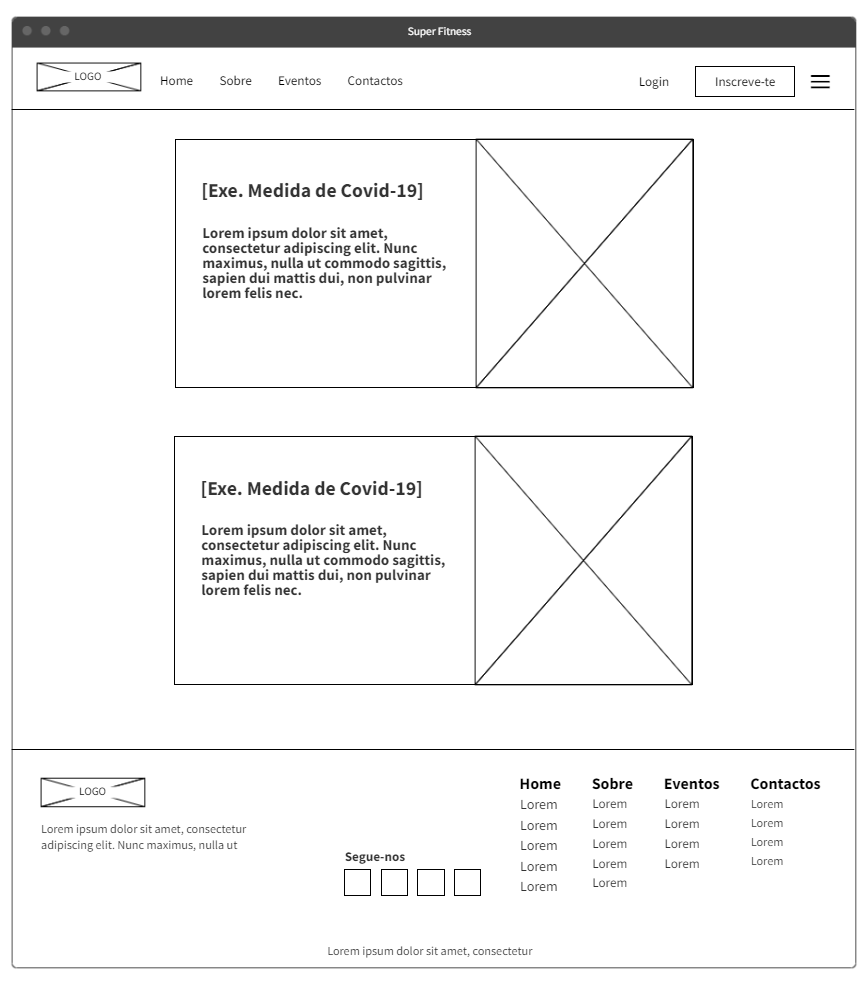 Super Fitness
LOGO Home Sobre Eventos Contactos Login Inscreve-te
[Exe. Medida de Covid-19]
Lorem ipsum dolor sit amet,
consectetur adipiscing elit. Nunc
maximus, nulla ut commodo sagittis,
sapien dui mattis dui, non pulvinar
lorem felis nec.
[Exe. Medida de Covid-19]
Lorem ipsum dolor sit amet,
consectetur adipiscing elit. Nunc
maximus, nulla ut commodo sagittis,
sapien dui mattis dui, non pulvinar
lorem felis nec.
LOGO
Lorem ipsum dolor sit amet, consectetur
adipiscing elit. Nunc maximus, nulla ut
Segue-nos
Home
Lorem
Lorem
Lorem
Lorem
Lorem
Sobre
Lorem
Lorem
Lorem
Lorem
Lorem
Eventos
Lorem
Lorem
Lorem
Lorem
Contactos
Lorem
Lorem
Lorem
Lorem
Lorem ipsum dolor sit amet, consectetur